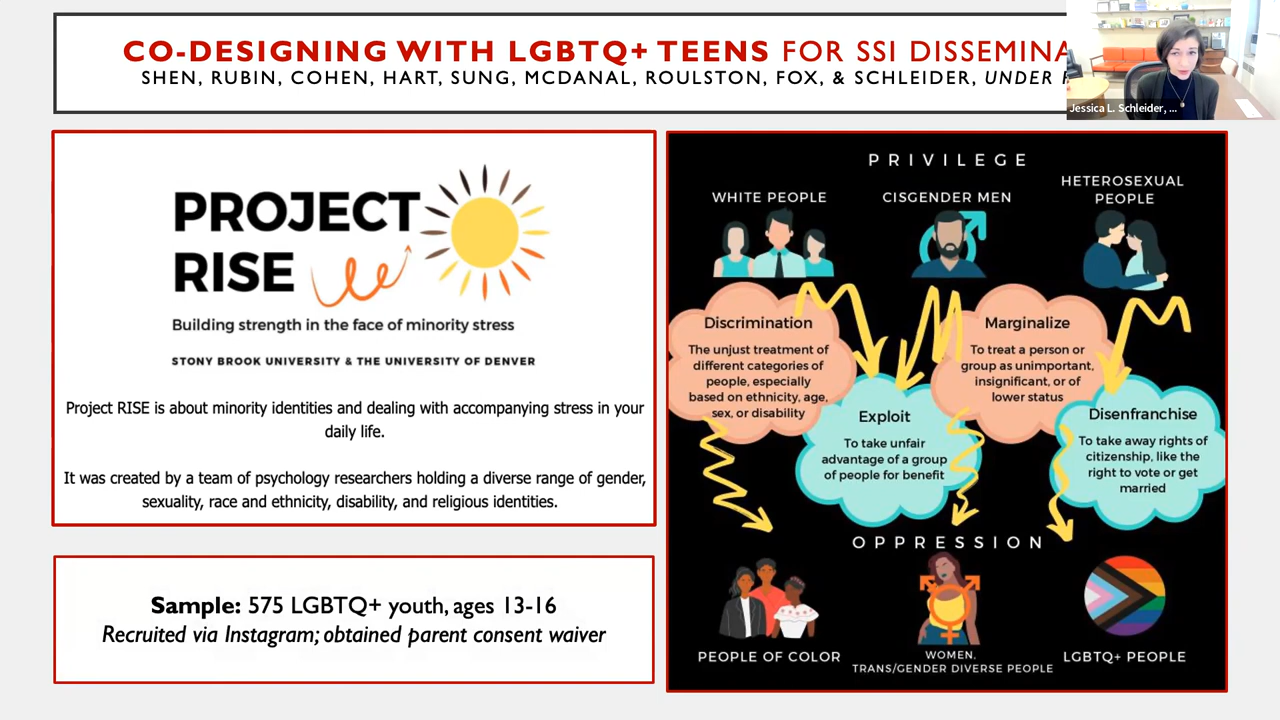 CO-DESIGNING WITH LGBTQ+ TEENS FOR SSI
SHEN, RUBIN, COHEN, HART, SUNG, MCDANAL, ROULSTON, FOX, & SCHLEIDER, UNDER
Jessica L. Schleider, ...
PROJECT
RISE
Building strength in the face of minority stress
STONY BROOK UNIVERSITY & THE UNIVERSITY OF DENVER
Project RISE is about minority identities and dealing with accompanying stress in your
daily life.
It was created by a team of psychology researchers holding a diverse range of gender,
sexuality, race and ethnicity, disability, and religious identities.
Sample: 575 LGBTQ+ youth, ages 13-16
Recruited via Instagram; obtained parent consent waiver
PRIVILEGE
WHITE PEOPLE
CISGENDER MEN
HETEROSEXUAL
PEOPLE
Discrimination
The unjust treatment of
different categories of
people, especially
based on ethnicity, age,
sex, or disability
Exploit
To take unfair
advantage of a group
of people for benefit
Marginalize
To treat a person or
group as unimportant,
insignificant, or of
lower status
Disenfranchise
To take away rights of
citizenship, like the
right to vote or get
married
OPPRESSION
PEOPLE OF COLOR
WOMEN,
TRANS/GENDER DIVERSE PEOPLE
LGBTQ+ PEOPLE